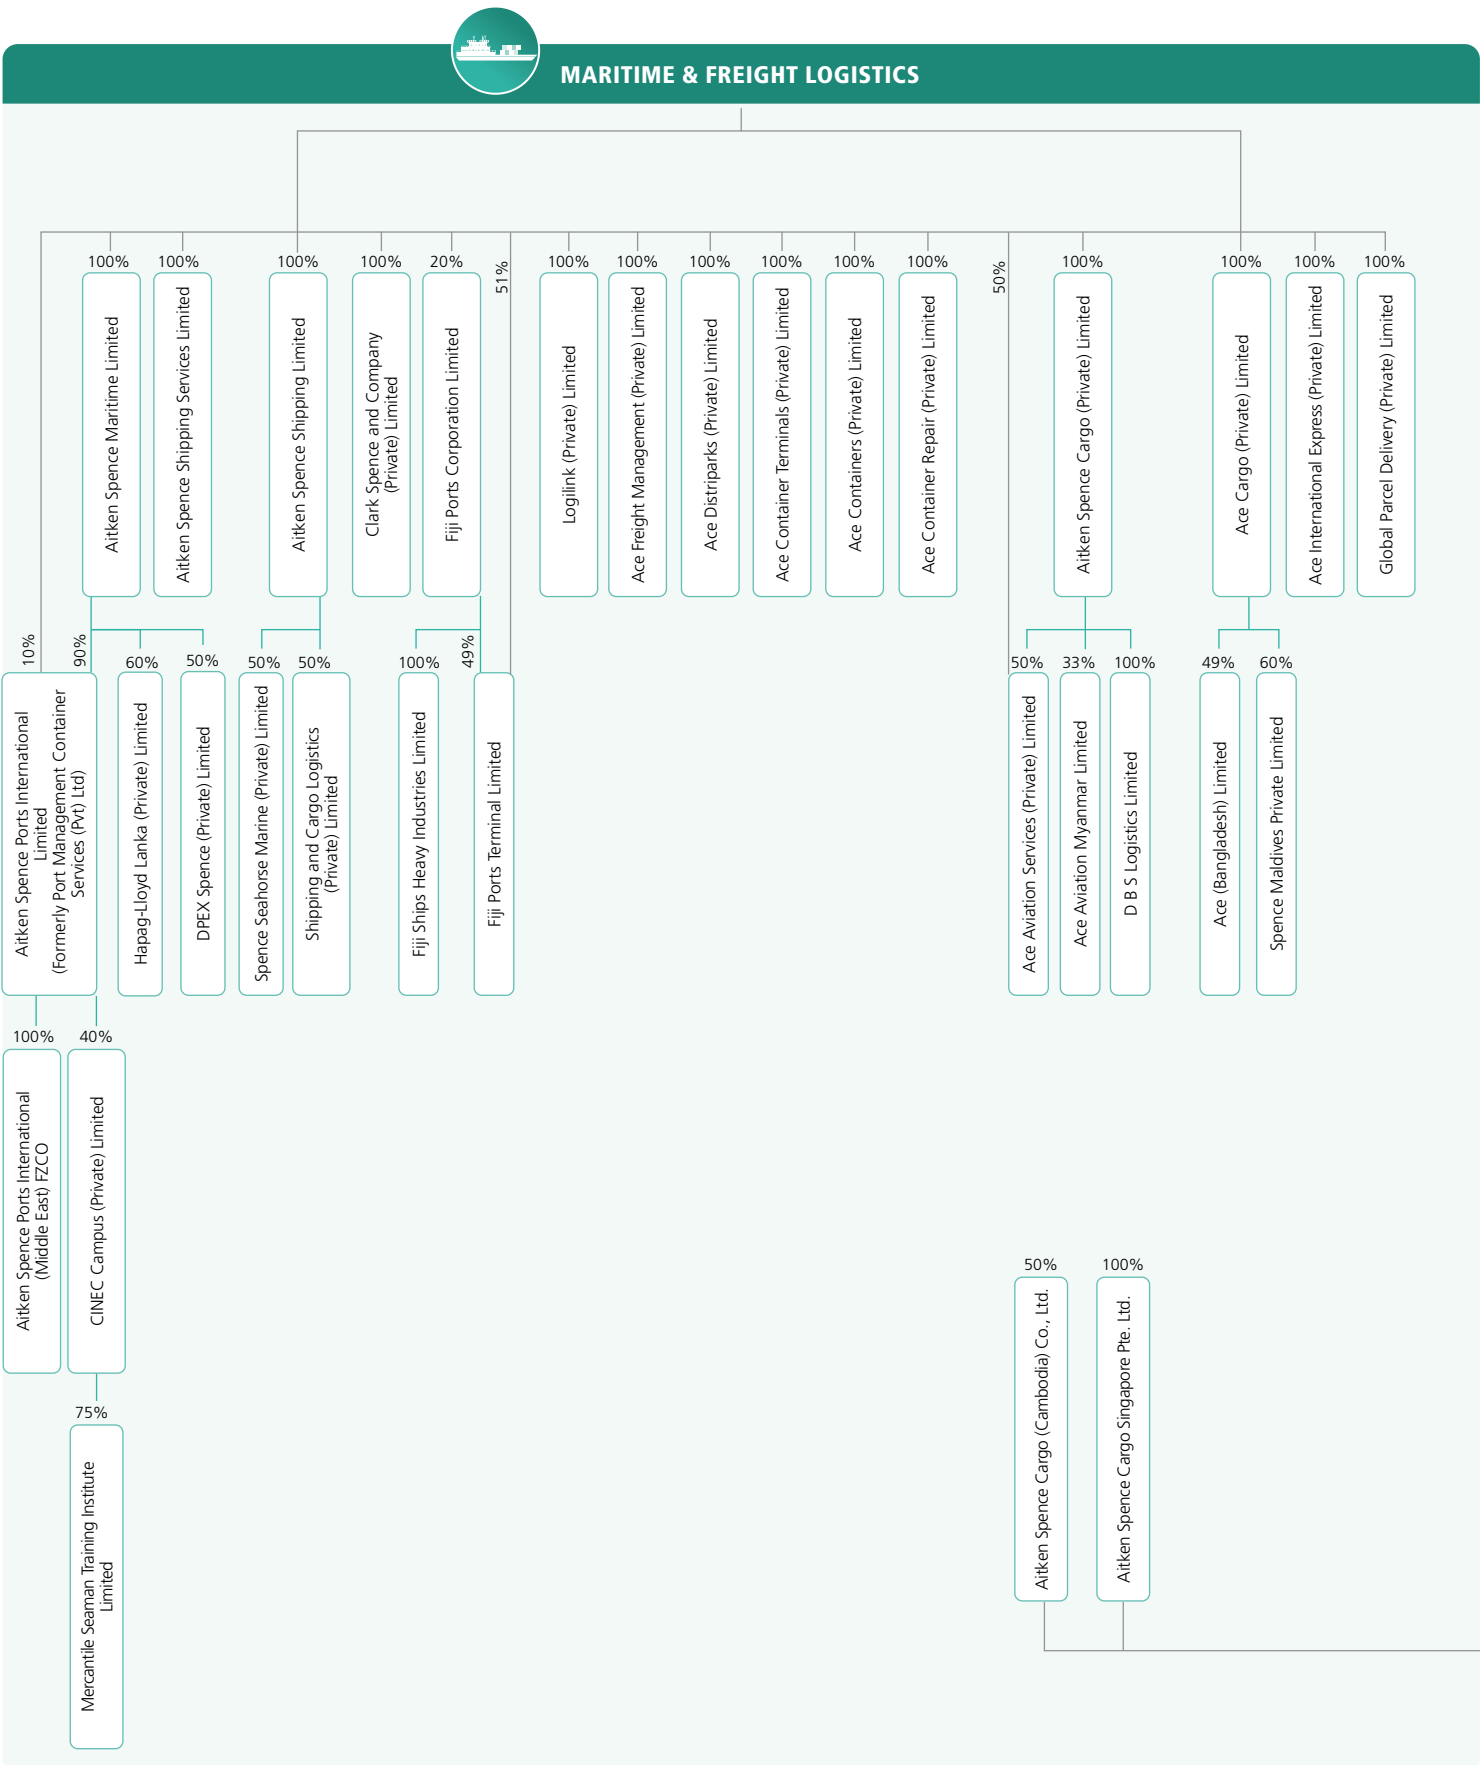 MARITIME & FREIGHT LOGISTICS
100%
Aitken Spence Maritime Limited
100%
Aitken Spence Shipping Services Limited
100%
Aitken Spence Shipping Limited
100%
Clark Spence and Company
(Private) Limited
20%
Fiji Ports Corporation Limited
51%
100%
Logilink (Private) Limited
100%
Ace Freight Management (Private) Limited
100%
Ace Distriparks (Private) Limited
100%
Ace Container Terminals (Private) Limited
100%
Ace Containers (Private) Limited
100%
Ace Container Repair (Private) Limited
50%
100%
Aitken Spence Cargo (Private) Limited
100%
Ace Cargo (Private) Limited
100%
Ace International Express (Private) Limited
100%
Global Parcel Delivery (Private) Limited
10%
90%
Aitken Spence Ports International
Limited
(Formerly Port Management Container
Services (Pvt) Ltd)
60%
Hapag-Lloyd Lanka (Private) Limited
50%
DPEX Spence (Private) Limited
50%
Spence Seahorse Marine (Private) Limited
50%
Shipping and Cargo Logistics
(Private) Limited
100%
Fiji Ships Heavy Industries Limited
49%
Fiji Ports Terminal Limited
50%
Ace Aviation Services (Private) Limited
33%
Ace Aviation Myanmar Limited
100%
D B S Logistics Limited
49%
Ace (Bangladesh) Limited
60%
Spence Maldives Private Limited
100%
Aitken Spence Ports International
(Middle East) FZCO
40%
CINEC Campus (Private) Limited
75%
Mercantile Seaman Training Institute
Limited
50%
Aitken Spence Cargo (Cambodia) Co., Ltd.
100%
Aitken Spence Cargo Singapore Pte. Ltd.